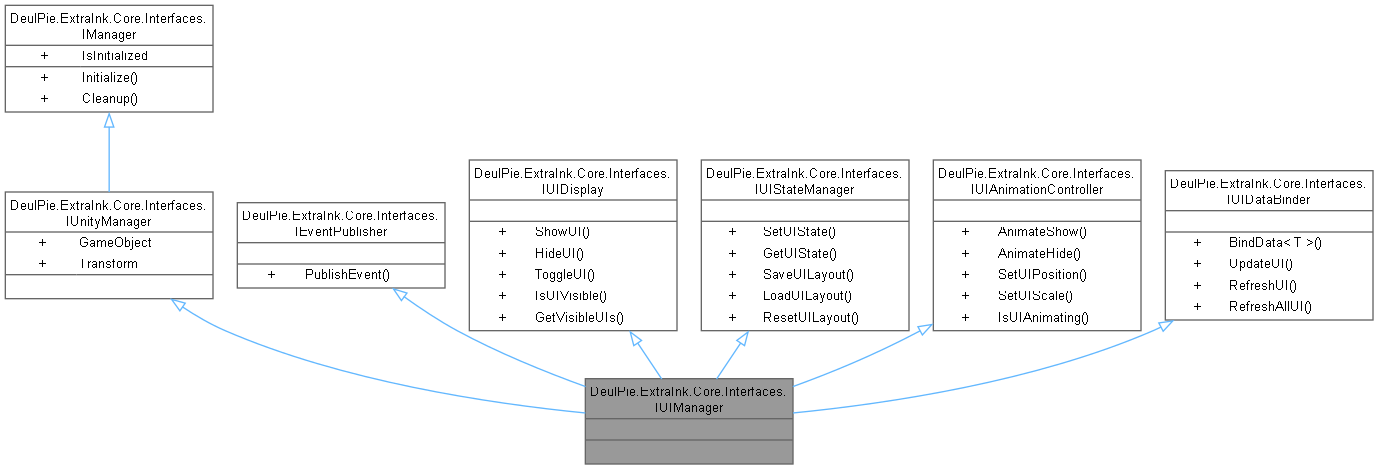 DeulPie.ExtraInk.Core.Interfaces.
IManager
+ IsInitialized
+ Initialize()
+ Cleanup()
DeulPie.ExtraInk.Core.Interfaces.
IUnityManager
+ GameObject
+ Transform
DeulPie.ExtraInk.Core.Interfaces.
IEventPublisher
+ PublishEvent()
DeulPie.ExtraInk.Core.Interfaces.
IUIDisplay
+ ShowUI()
+ HideUI()
+ ToggleUI()
+ IsUIVisible()
+ GetVisibleUIs()
DeulPie.ExtraInk.Core.Interfaces.
IUIStateManager
+ SetUIState()
+ GetUIState()
+ SaveUILayout()
+ LoadUILayout()
+ ResetUILayout()
DeulPie.ExtraInk.Core.Interfaces.
IUIAnimationController
+ AnimateShow()
+ AnimateHide()
+ SetUIPosition()
+ SetUIScale()
+ IsUIAnimating()
DeulPie.ExtraInk.Core.Interfaces.
IUIDataBinder
+ BindData< T >()
+ UpdateUI()
+ RefreshUI()
+ RefreshAllUI()
DeulPie.ExtraInk.Core.Interfaces.
IUIManager